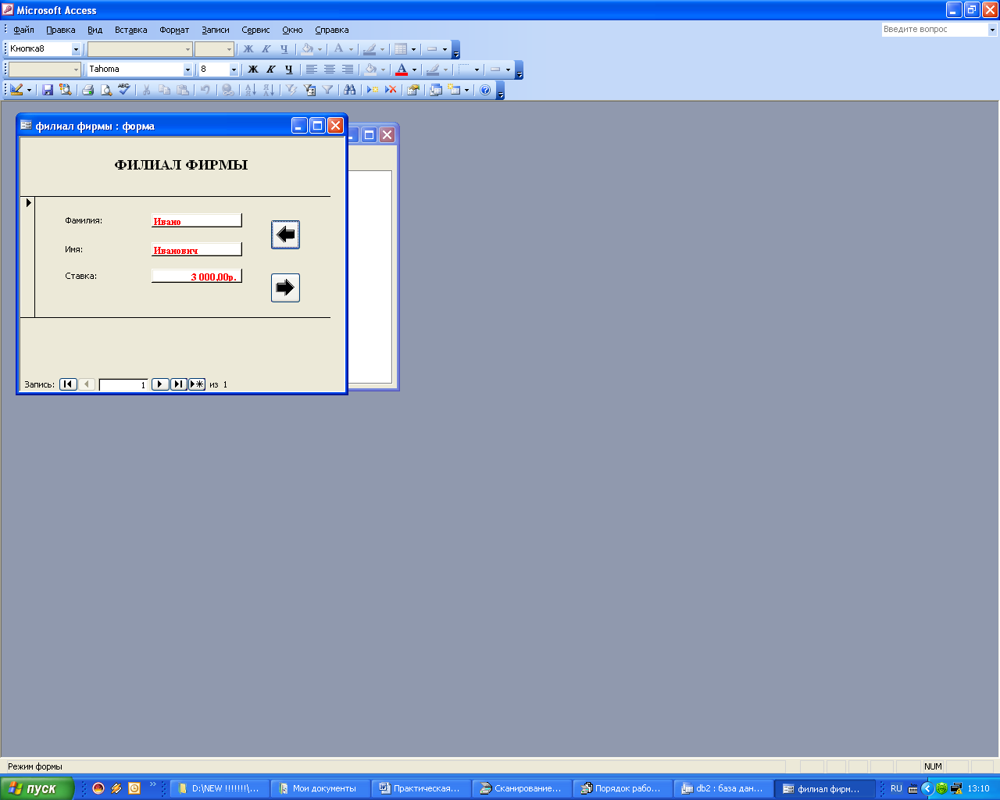 Microsoft Access
Файл Правка Вид Вставка Формат Записи Сервис Окно Справка Введите вопрос
Кнопка8 Ж К Ч А
Tahoma 8 Ж К Ч А
филиал фирмы : форма
ФИЛИАЛ ФИРМЫ
Фамилия: Ивано
Имя: Иванович
Ставка: 3 000,00р.
Запись: 1 из 1
Режим формы NUM
пуск D:\NEW !!!!!!!\... Мои документы Практическая... Сканирование... Порядок рабо... db2 : база дан... филиал фирм... RU 13:10